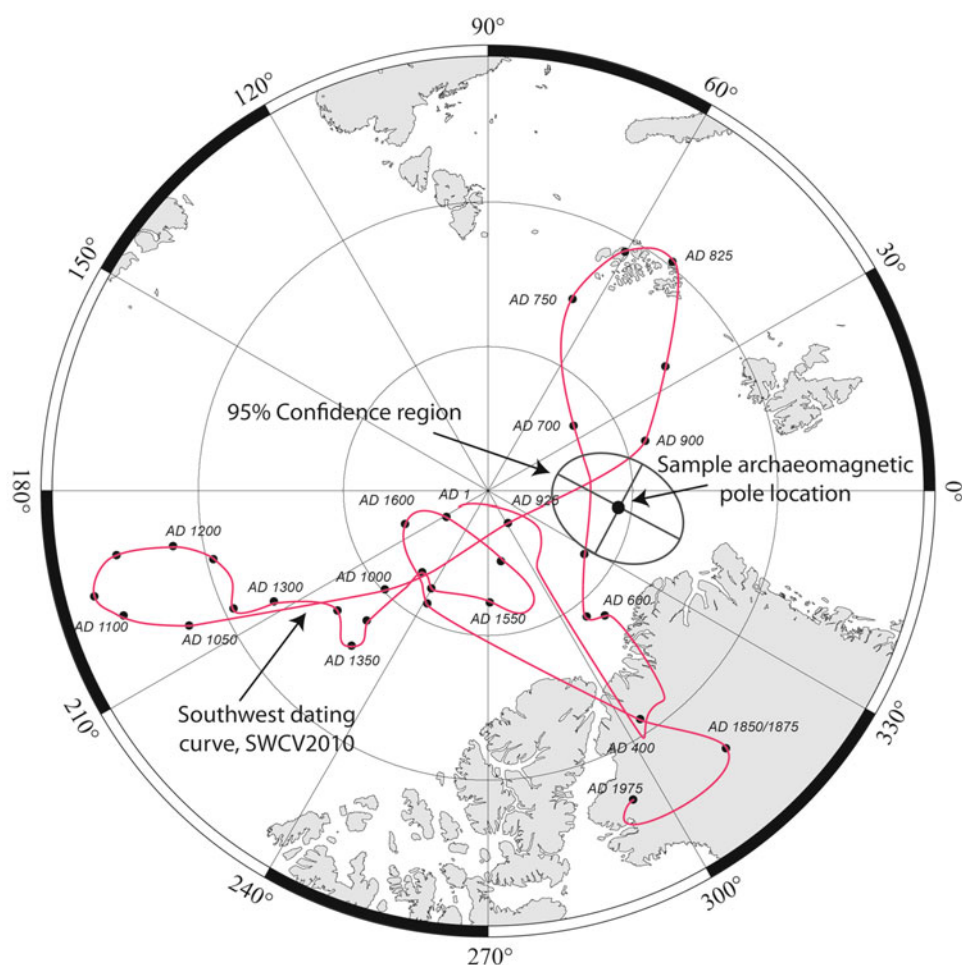 90°
120°
60°
150°
30°
AD 825
AD 750
95% Confidence region
AD 700
AD 900
Sample archaeomagnetic
pole location
180°
0°
AD 1600
AD 1
AD 925
AD 1200
AD 1300
AD 1000
AD 600
AD 1100
AD 1050
AD 1550
AD 1350
210°
330°
Southwest dating
curve, SWCV2010
AD 400
AD 1850/1875
AD 1975
240°
300°
270°